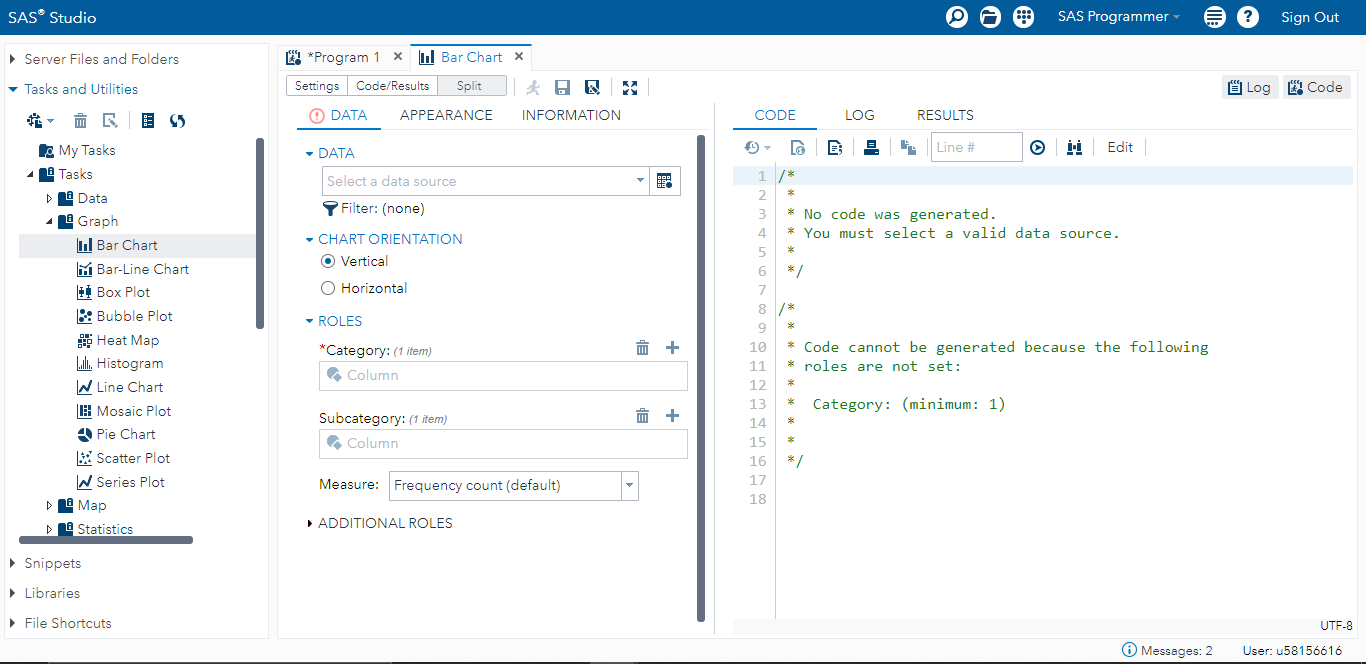 SAS® Studio
SAS Programmer
Sign Out
Server Files and Folders
Tasks and Utilities
My Tasks
Tasks
Data
Graph
Bar Chart
Bar-Line Chart
Box Plot
Bubble Plot
Heat Map
Histogram
Line Chart
Mosaic Plot
Pie Chart
Scatter Plot
Series Plot
Map
Statistics
Snippets
Libraries
File Shortcuts
*Program 1
Bar Chart
Settings
Code/Results
Split
Log
Code
DATA
APPEARANCE
INFORMATION
DATA
Select a data source
Filter: (none)
CHART ORIENTATION
Vertical
Horizontal
ROLES
*Category: (1 item)
Column
Subcategory: (1 item)
Column
Measure: Frequency count (default)
ADDITIONAL ROLES
CODE
LOG
RESULTS
Line #
Edit
1 /*
2 *
3 * No code was generated.
4 * You must select a valid data source.
5 *
6 */
7
8 /*
9 *
10 * Code cannot be generated because the following
11 * roles are not set:
12 *
13 * Category: (minimum: 1)
14 *
15 *
16 */
17
18
UTF-8
Messages: 2
User: u58156616